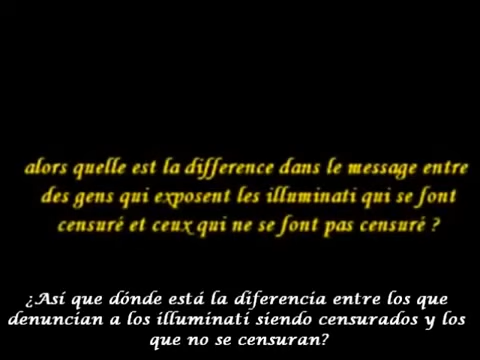 alors quelle est la difference dans le message entre
des gens qui exposent les illuminati qui se font
censuré et ceux qui ne se font pas censuré ?
¿Así que dónde está la diferencia entre los que
denuncian a los illuminati siendo censurados y los
que no se censuran?